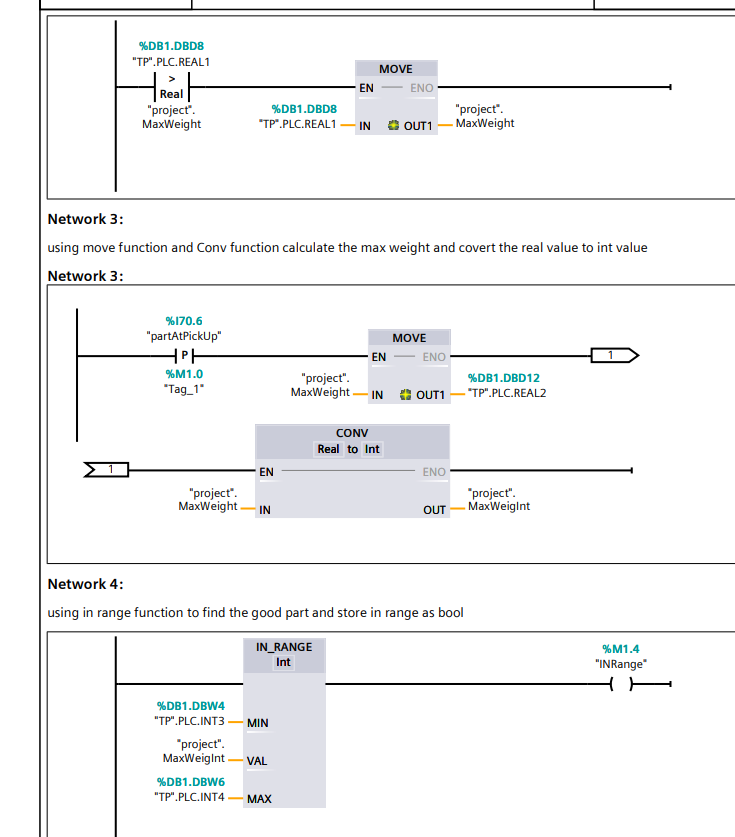 %DB1.DBD8
"TP".PLC.REAL1
>
Real
"project".
MaxWeight
MOVE
EN
ENO
%DB1.DBD8
"TP".PLC.REAL1
IN
OUT1
"project".
MaxWeight
Network 3:
using move function and Conv function calculate the max weight and covert the real value to int value
Network 3:
%I70.6
"partAtPickUp"
P
%M1.0
"Tag_1"
MOVE
EN
ENO
"project".
MaxWeight
IN
OUT1
%DB1.DBD12
"TP".PLC.REAL2
1
1
CONV
Real to Int
EN
ENO
"project".
MaxWeight
IN
OUT
"project".
MaxWeigInt
Network 4:
using in range function to find the good part and store in range as bool
IN_RANGE
Int
%DB1.DBW4
"TP".PLC.INT3
MIN
"project".
MaxWeigInt
VAL
%DB1.DBW6
"TP".PLC.INT4
MAX
%M1.4
"INRange"